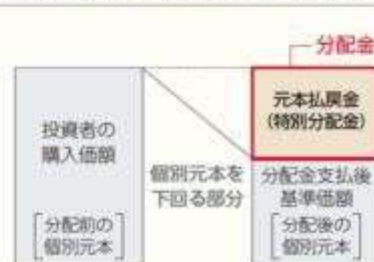 分配金
元本払戻金
(特別分配金)
投資者の
購入価額
個別元本を
下回る部分
分配金支払後
基準価額
分配前の
個別元本
分配後の
個別元本